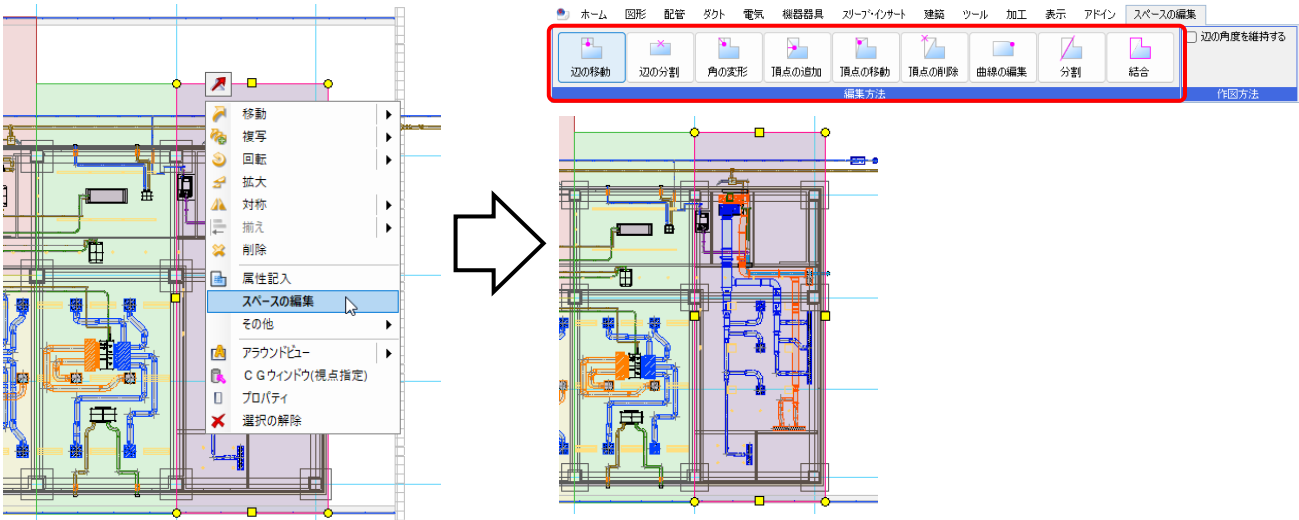 移動
複写
回転
拡大
対称
揃え
削除
属性記入
スペースの編集
その他
アラウンドビュー
CGウィンドウ(視点指定)
プロパティ
選択の解除
ホーム 図形 配管 ダクト 電気 機器器具 スリーブ・インサート 建築 ツール 加工 表示 アドイン スペースの編集
辺の移動 辺の分割 角の変形 頂点の追加 頂点の移動 頂点の削除 曲線の編集 分割 結合
編集方法
辺の角度を維持する
作図方法